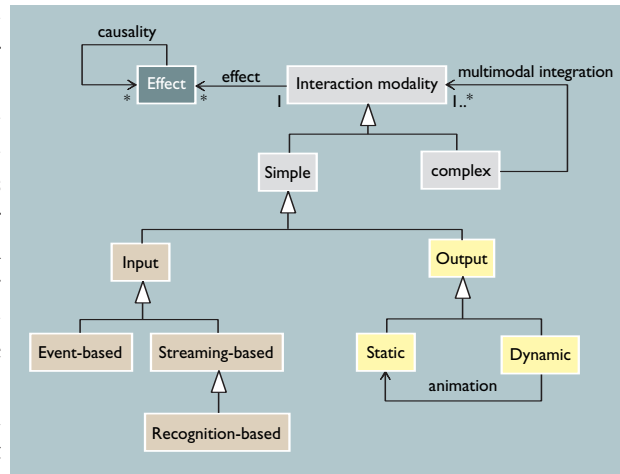 causality
Effect
effect
Interaction modality
multimodal integration
*
*
1
1..*
Simple
complex
Input
Output
Event-based
Streaming-based
Static
Dynamic
animation
Recognition-based